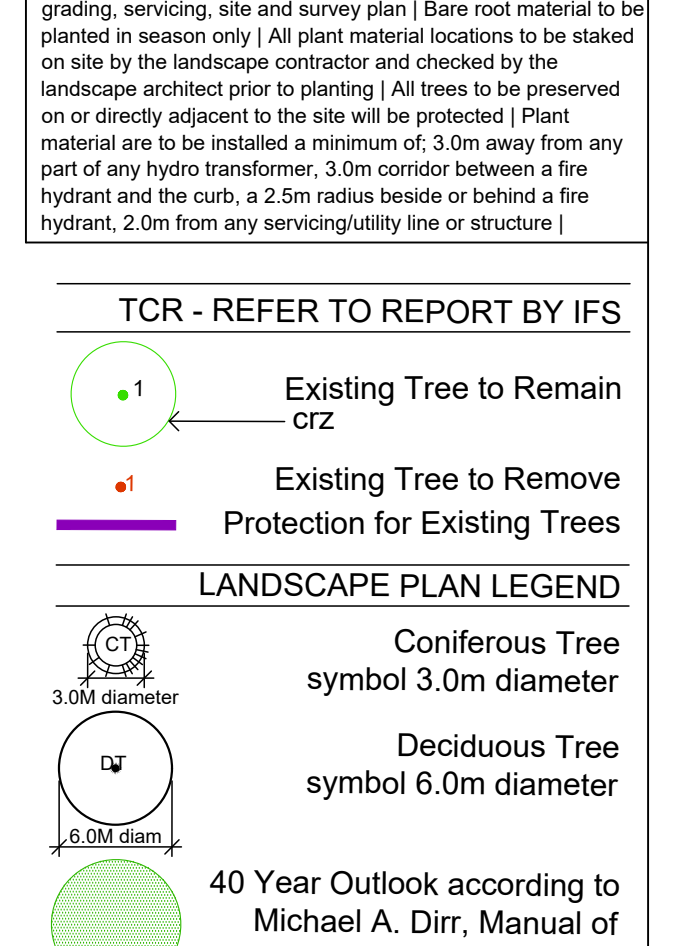 grading, servicing, site and survey plan | Bare root material to be
planted in season only | All plant material locations to be staked
on site by the landscape contractor and checked by the
landscape architect prior to planting | All trees to be preserved
on or directly adjacent to the site will be protected | Plant
material are to be installed a minimum of; 3.0m away from any
part of any hydro transformer, 3.0m corridor between a fire
hydrant and the curb, a 2.5m radius beside or behind a fire
hydrant, 2.0m from any servicing/utility line or structure |
TCR - REFER TO REPORT BY IFS
1
Existing Tree to Remain
crz
1
Existing Tree to Remove
Protection for Existing Trees
LANDSCAPE PLAN LEGEND
CT
3.0M diameter
Coniferous Tree
symbol 3.0m diameter
DT
6.0M diam
Deciduous Tree
symbol 6.0m diameter
40 Year Outlook according to
Michael A. Dirr, Manual of